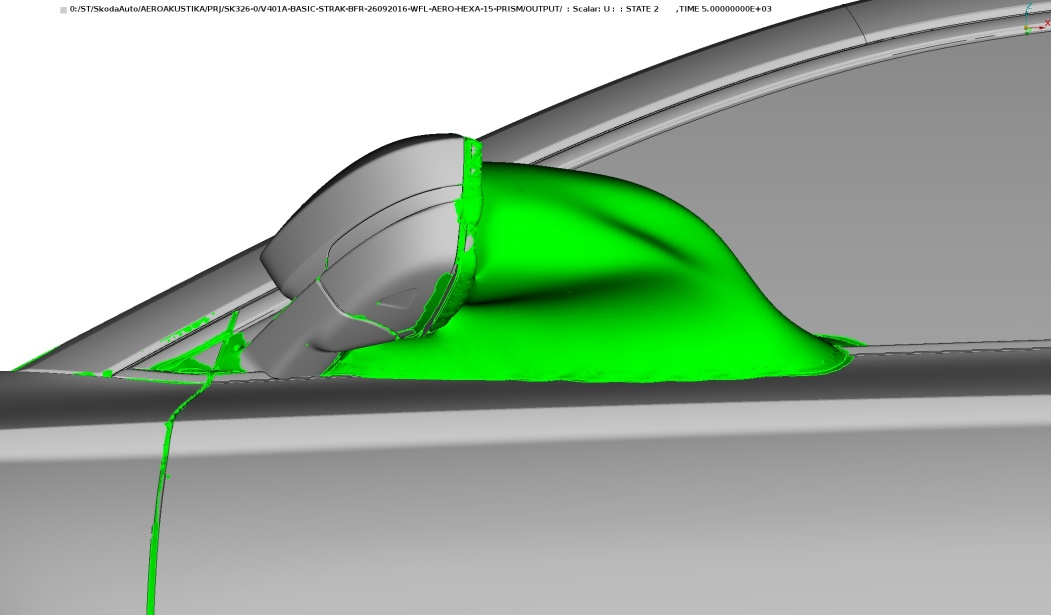 0:/ST/SkodaAuto/AEROAKUSTIKA/PRJ/SK326-0/V401A-BASIC-STRAK-BFR-26092016-WFL-AERO-HEXA-15-PRISM/OUTPUT/ : Scalar: U : : STATE 2 ,TIME 5.00000000E+03
Z
X
Y